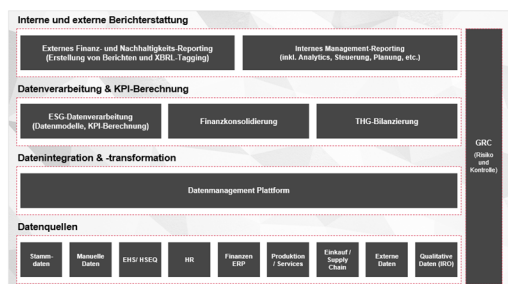 Interne und externe Berichterstattung
Externes Finanz- und Nachhaltigkeits-Reporting
(Erstellung von Berichten und XBRL-Tagging)
Internes Management-Reporting
(inkl. Analytics, Steuerung, Planung, etc.)
Datenverarbeitung & KPI-Berechnung
ESG-Datenverarbeitung
(Datenmodelle, KPI-Berechnung)
Finanzkonsolidierung
THG-Bilanzierung
GRC
(Risiko
und
Kontrolle)
Datenintegration & -transformation
Datenmanagement Plattform
Datenquellen
Stamm-
daten
Manuelle
Daten
EHS/ HSEQ
HR
Finanzen
ERP
Produktion
/ Services
Einkauf /
Supply
Chain
Externe
Daten
Qualitative
Daten (IRO)